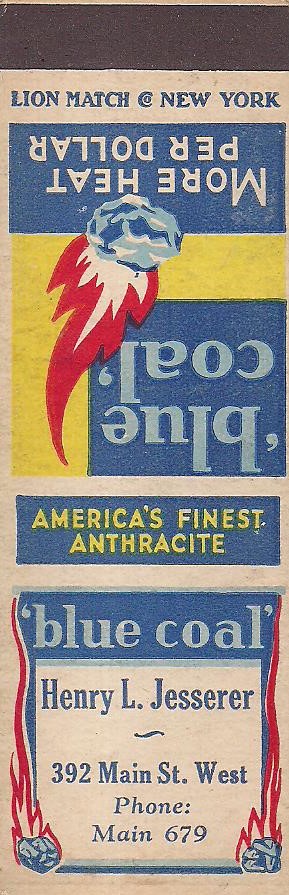 LION MATCH Co NEW YORK
MORE HEAT
PER DOLLAR
'blue
coal'
AMERICA'S FINEST
ANTHRACITE
'blue coal'
Henry L. Jesserer
392 Main St. West
Phone:
Main 679